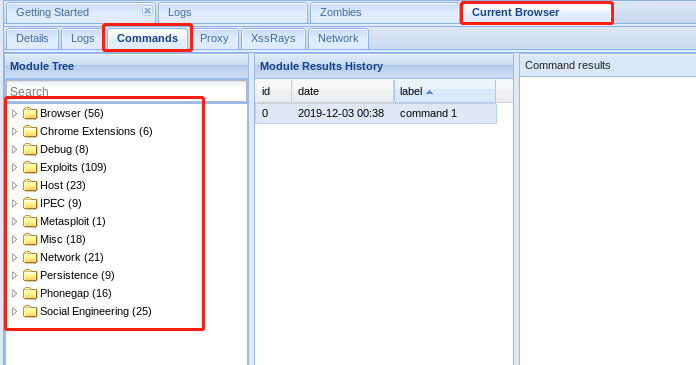 Getting Started Logs Zombies Current Browser
Details Logs Commands Proxy XssRays Network
Module Tree
Search
Browser (56)
Chrome Extensions (6)
Debug (8)
Exploits (109)
Host (23)
IPEC (9)
Metasploit (1)
Misc (18)
Network (21)
Persistence (9)
Phonegap (16)
Social Engineering (25)
Module Results History
id date label
0 2019-12-03 00:38 command 1
Command results